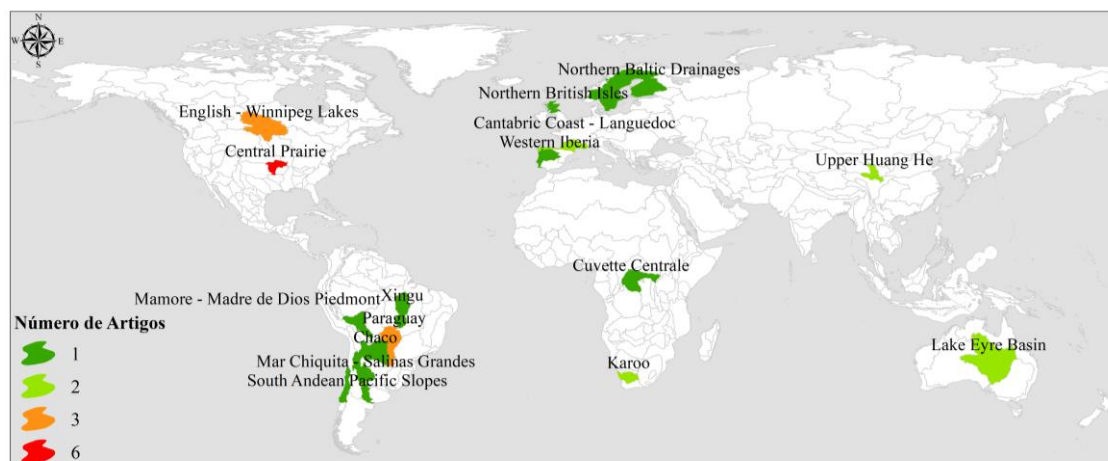 N
W
E
S
Northern Baltic Drainages
Northern British Isles
English - Winnipeg Lakes
Cantabric Coast - Languedoc
Central Prairie
Western Iberia
Upper Huang He
Cuvette Centrale
Mamore - Madre de Dios Piedmont
Xingu
Paraguay
Chaco
Lake Eyre Basin
Mar Chiquita - Salinas Grandes
Karoo
South Andean Pacific Slopes
Número de Artigos
1
2
3
6